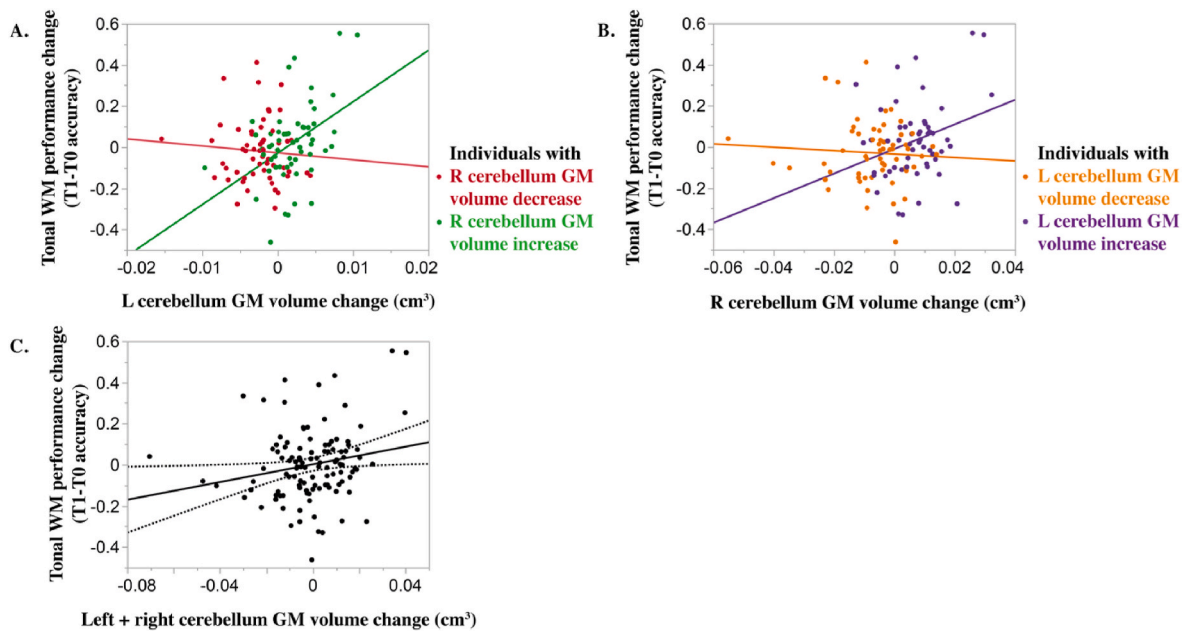 A.
Tonal WM performance change
(T1-T0 accuracy)
0.6
0.4
0.2
0
-0.2
-0.4
-0.02
-0.01
0
0.01
0.02
L cerebellum GM volume change (cm³)
Individuals with
R cerebellum GM
volume decrease
R cerebellum GM
volume increase
B.
Tonal WM performance change
(T1-T0 accuracy)
0.6
0.4
0.2
0
-0.2
-0.4
-0.06
-0.04
-0.02
0
0.02
0.04
R cerebellum GM volume change (cm³)
Individuals with
L cerebellum GM
volume decrease
L cerebellum GM
volume increase
C.
Tonal WM performance change
(T1-T0 accuracy)
0.6
0.4
0.2
0
-0.2
-0.4
-0.08
-0.04
0
0.04
Left + right cerebellum GM volume change (cm³)